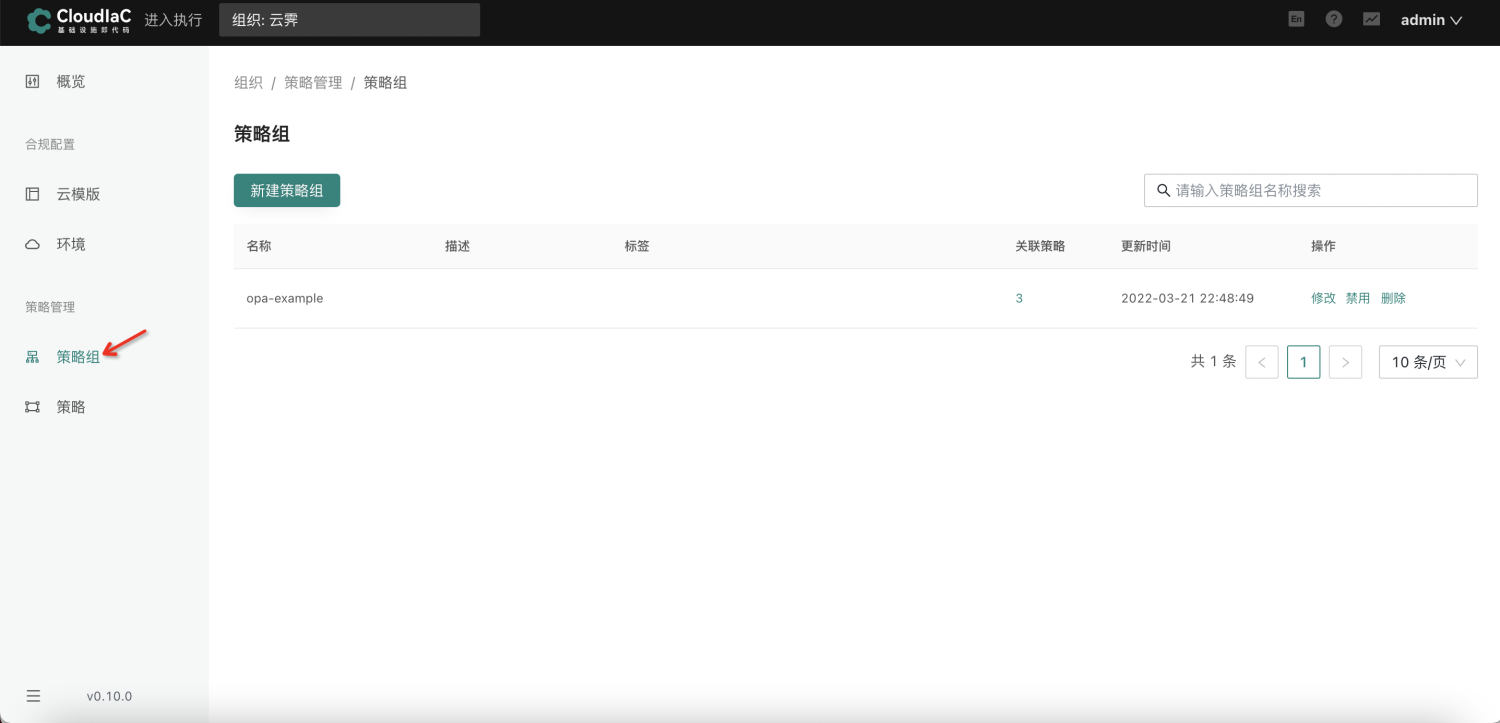 CloudIaC
基础设施即代码
进入执行
组织: 云霁
En
admin
概览
合规配置
云模版
环境
策略管理
策略组
策略
v0.10.0
组织 / 策略管理 / 策略组
策略组
新建策略组
请输入策略组名称搜索
名称 描述 标签 关联策略 更新时间 操作
opa-example 3 2022-03-21 22:48:49 修改 禁用 删除
共 1 条 < 1 > 10 条/页